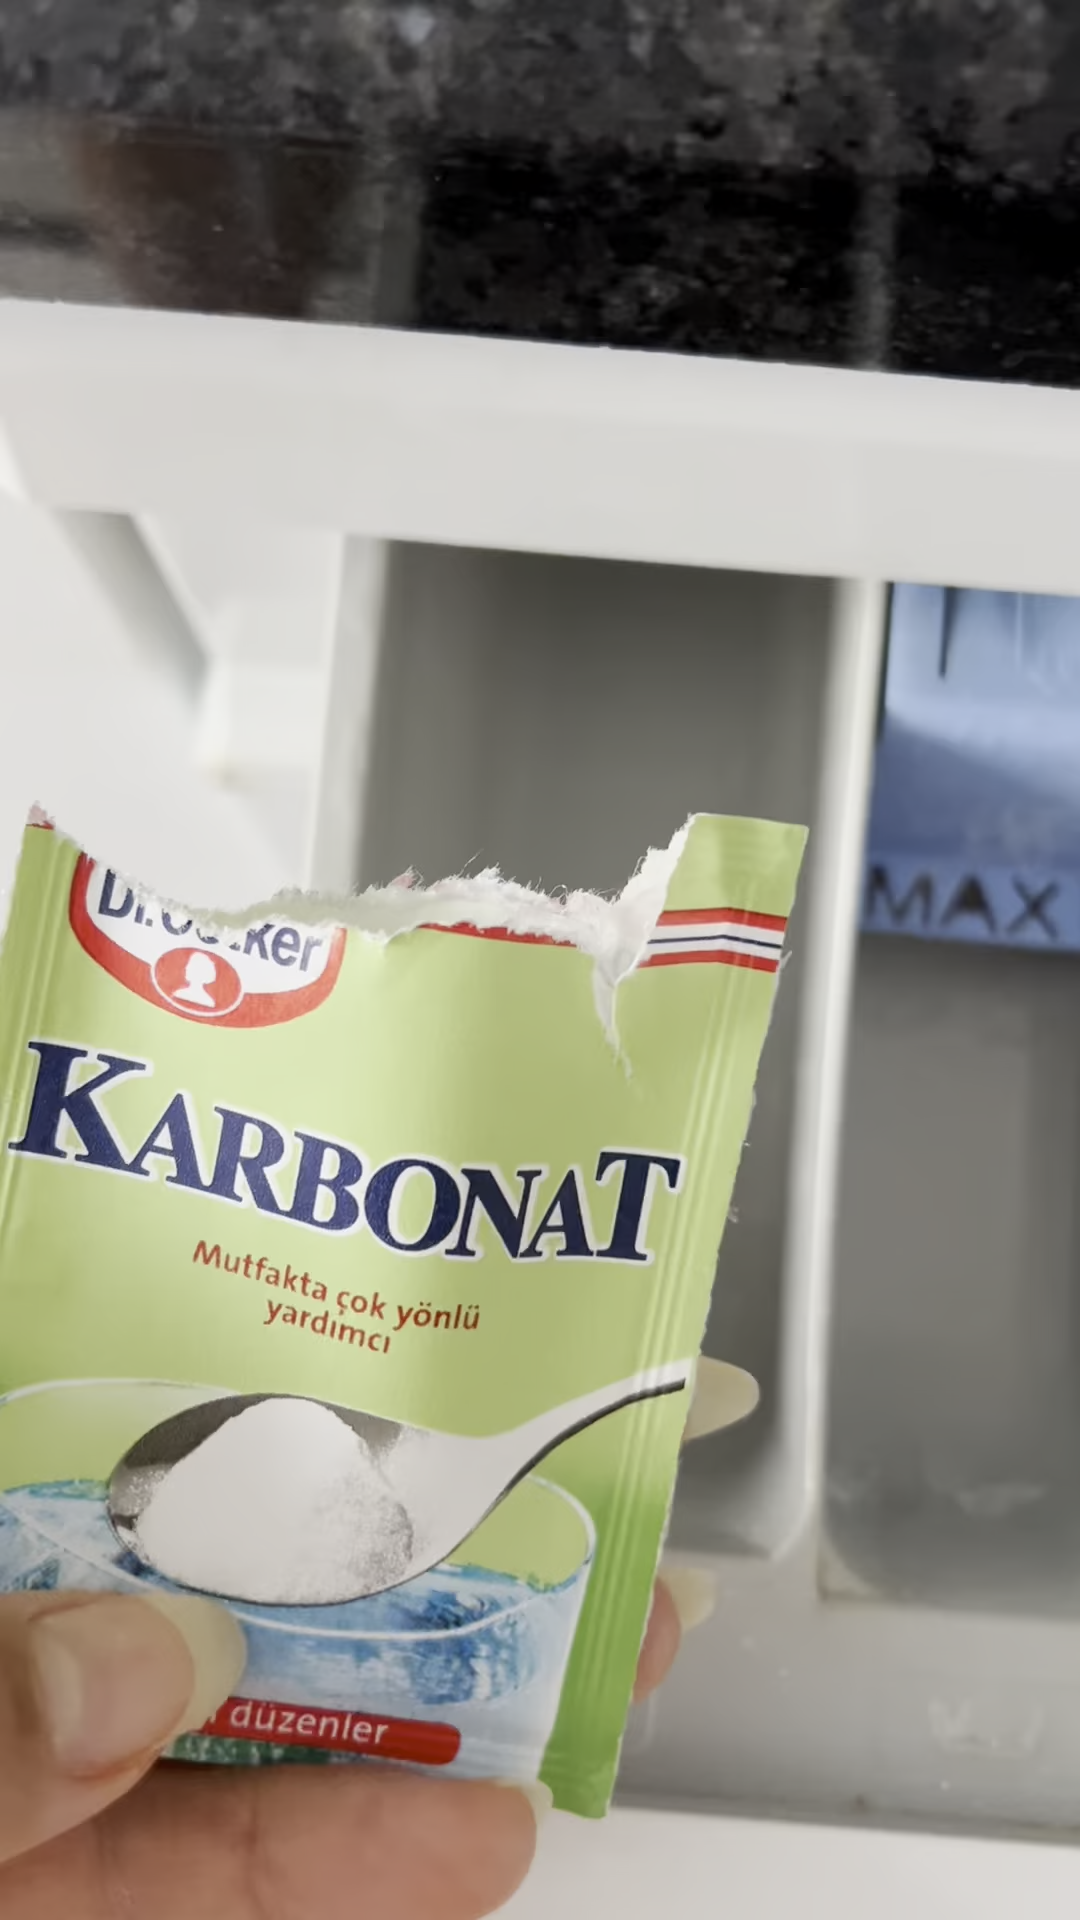 MAX
KARBONAT
Mutfakta çok yönlü
yardımcı
düzenler